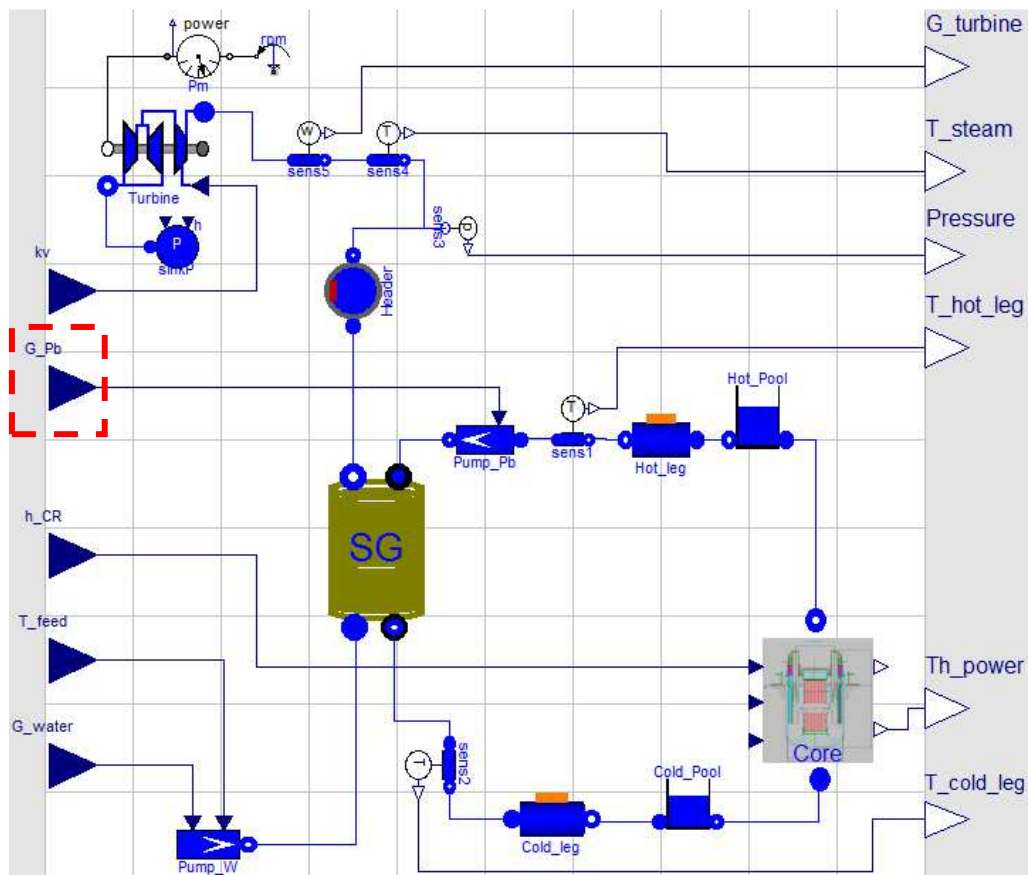 power
rpm
Pm
G_turbine
W
T
T_steam
sens5
sens4
Turbine
sens3
p
Pressure
h
P
sinkP
kv
Header
T_hot_leg
G_Pb
Hot_Pool
T
Pump_Pb
sens1
Hot_leg
h_CR
SG
T_feed
Th_power
G_water
Core
T
sens2
Cold_Pool
T_cold_leg
Cold_leg
Pump_W